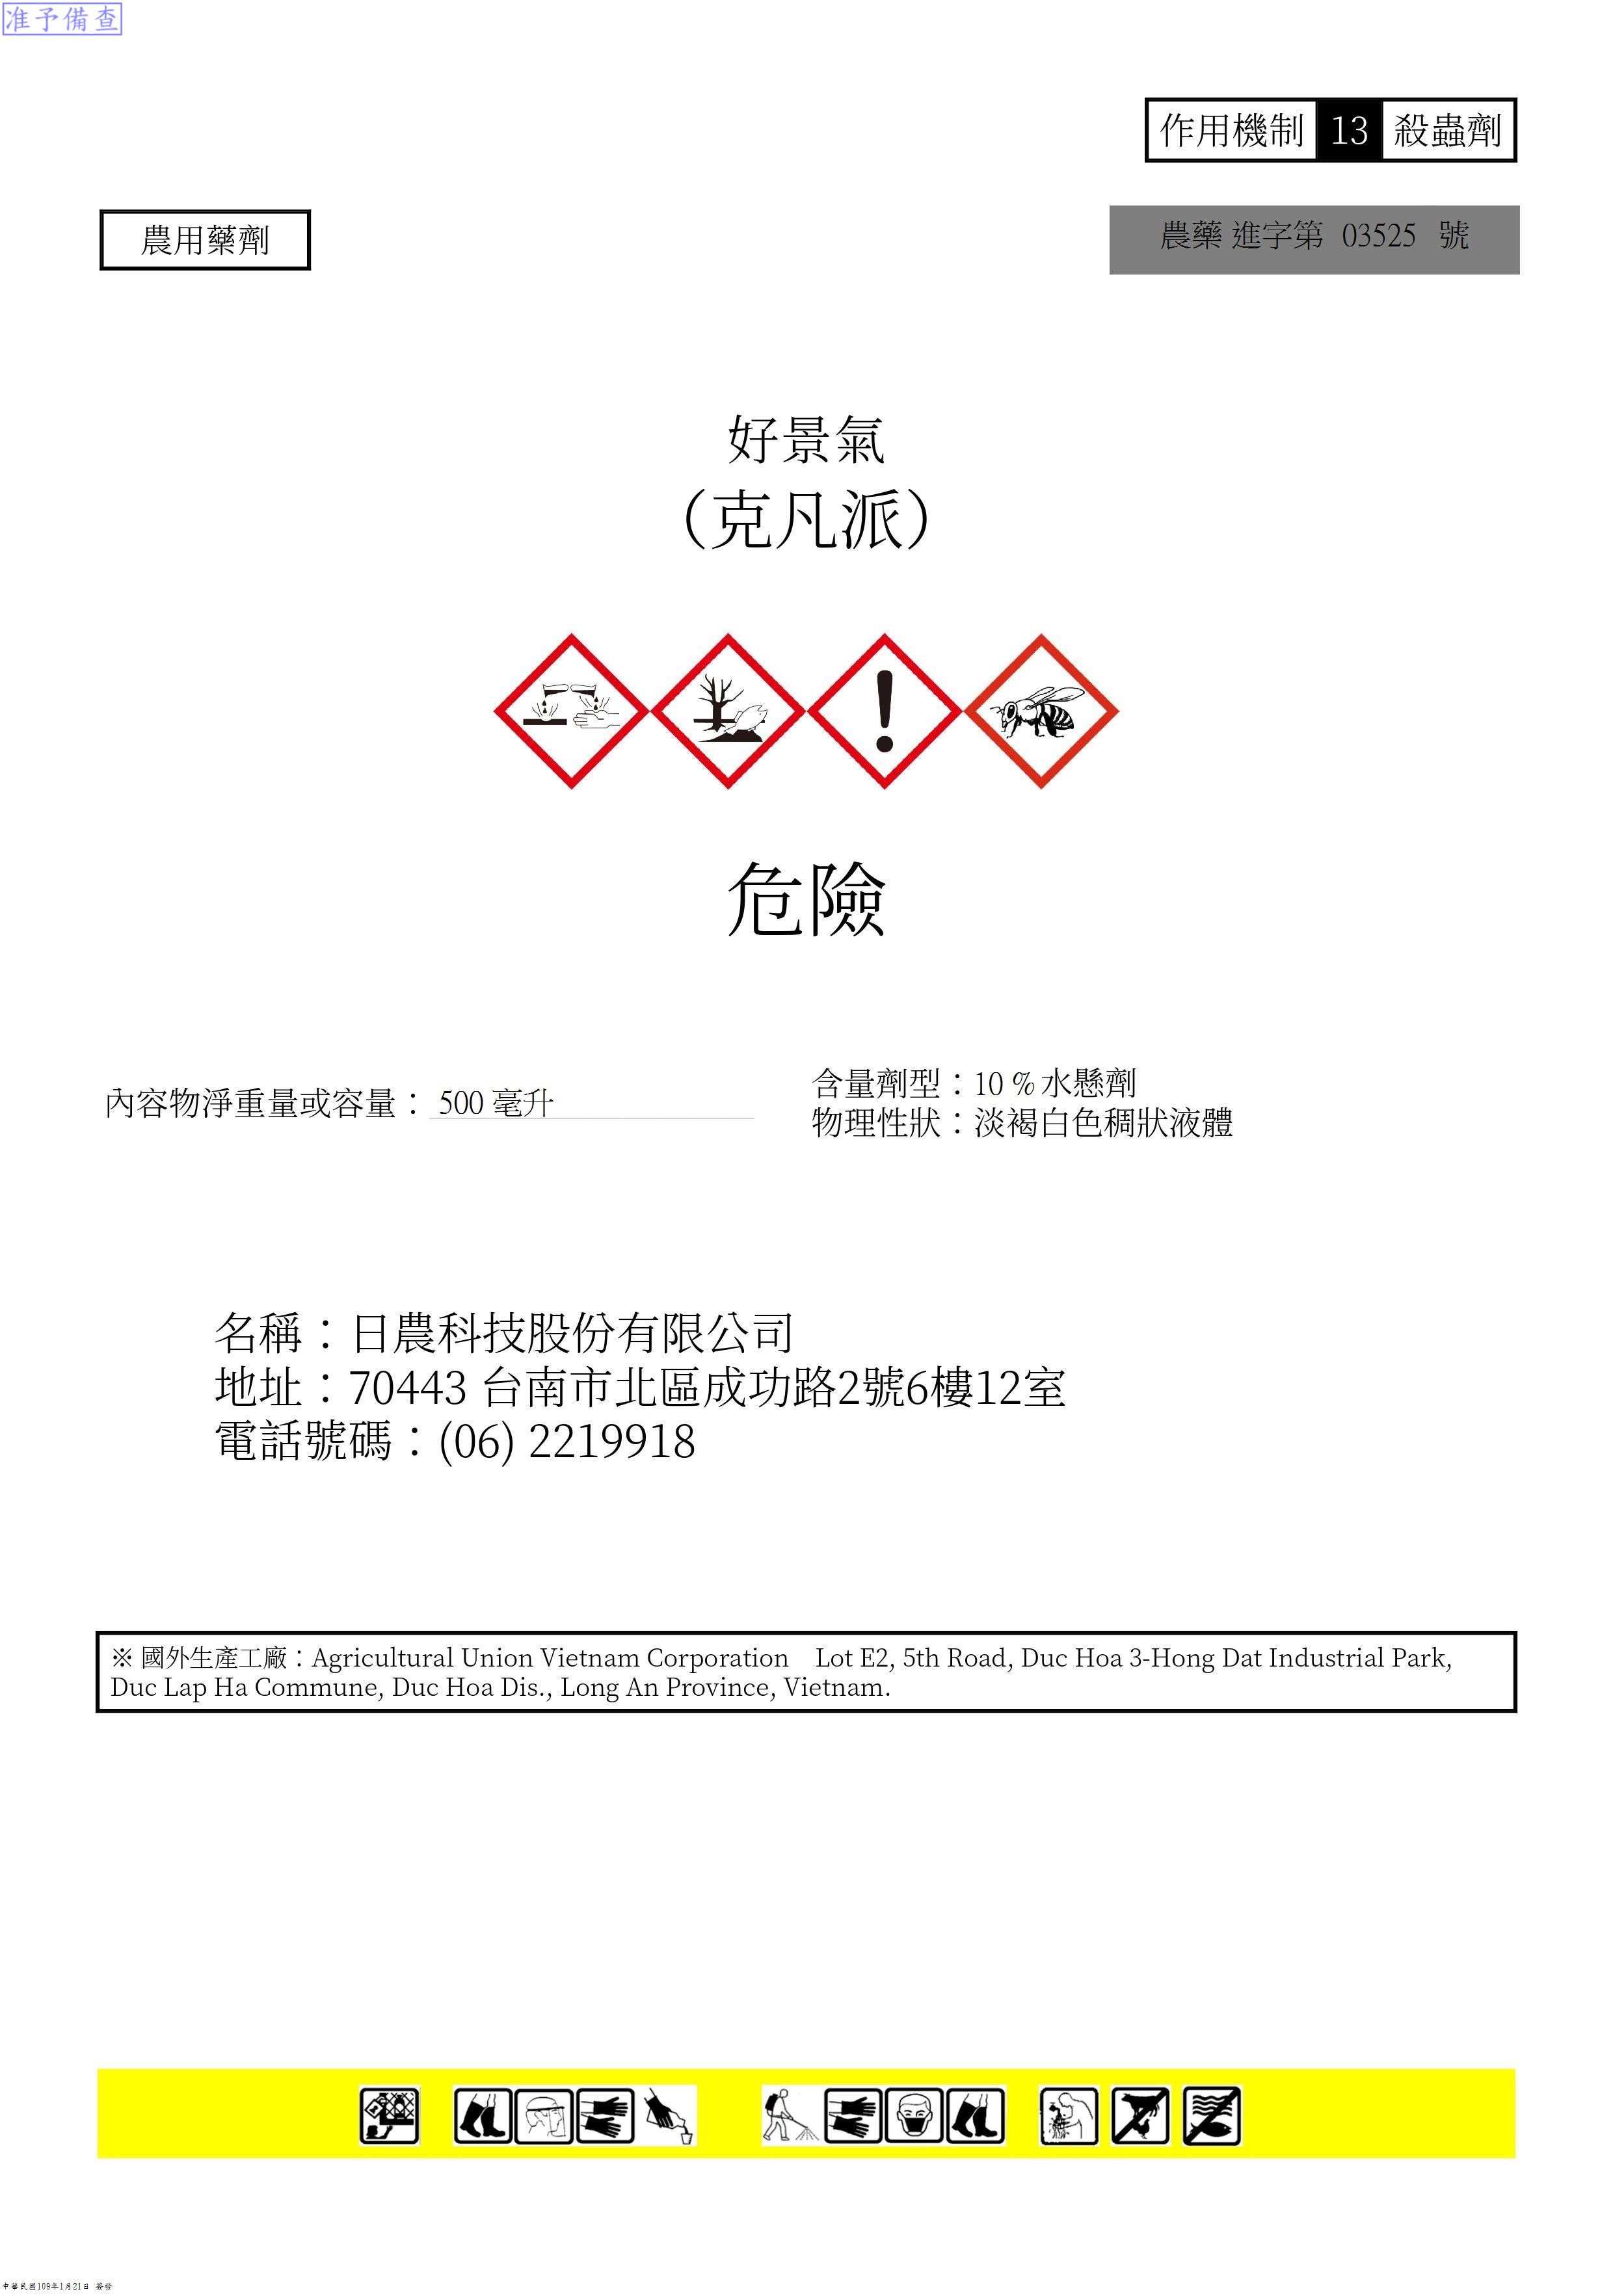 准予備查
作用機制 13 殺蟲劑
農用藥劑
農藥 進字第 03525 號
好景氣
（克凡派）
危險
內容物淨重量或容量： 500 毫升
含量劑型：10 % 水懸劑
物理性狀：淡褐白色稠狀液體
名稱：日農科技股份有限公司
地址：70443 台南市北區成功路2號6樓12室
電話號碼：(06) 2219918
※ 國外生產工廠：Agricultural Union Vietnam Corporation Lot E2, 5th Road, Duc Hoa 3-Hong Dat Industrial Park,
Duc Lap Ha Commune, Duc Hoa Dis., Long An Province, Vietnam.
中華民國109年1月21日 簽發